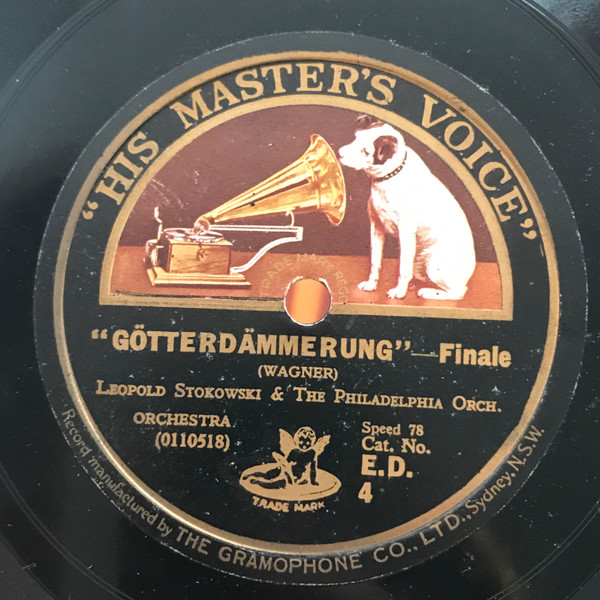 "HIS MASTER'S VOICE"
TRADE MARK REGD
"GÖTTERDÄMMERUNG"—Finale
(WAGNER)
LEOPOLD STOKOWSKI & THE PHILADELPHIA ORCH.
ORCHESTRA
(0110518)
Speed 78
Cat. No.
E.D.
4
TRADE MARK
Record manufactured by THE GRAMOPHONE CO., LTD., Sydney, N.S.W.